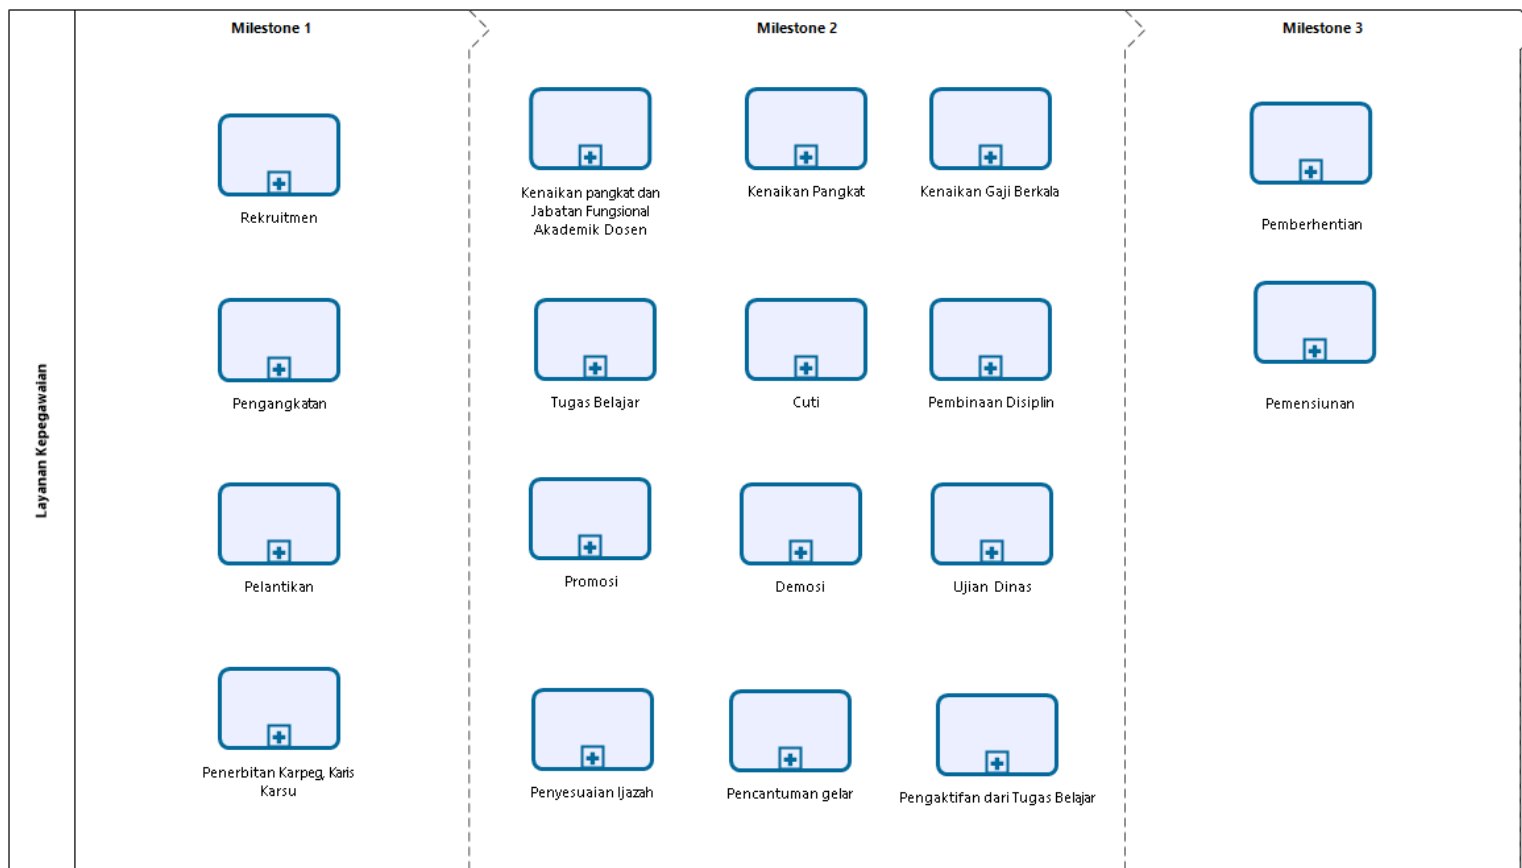 Milestone 1
Milestone 2
Milestone 3
Layanan Kepegawaian
Rekruitmen
Kenaikan pangkat dan
Jabatan Fungsional
Akademik Dosen
Kenaikan Pangkat
Kenaikan Gaji Berkala
Pemberhentian
Pengangkatan
Tugas Belajar
Cuti
Pembinaan Disiplin
Pemensiunan
Pelantikan
Promosi
Demosi
Ujian Dinas
Penerbitan Karpeg, Karis
Karsu
Penyesuaian Ijazah
Pencantuman gelar
Pengaktifan dari Tugas Belajar